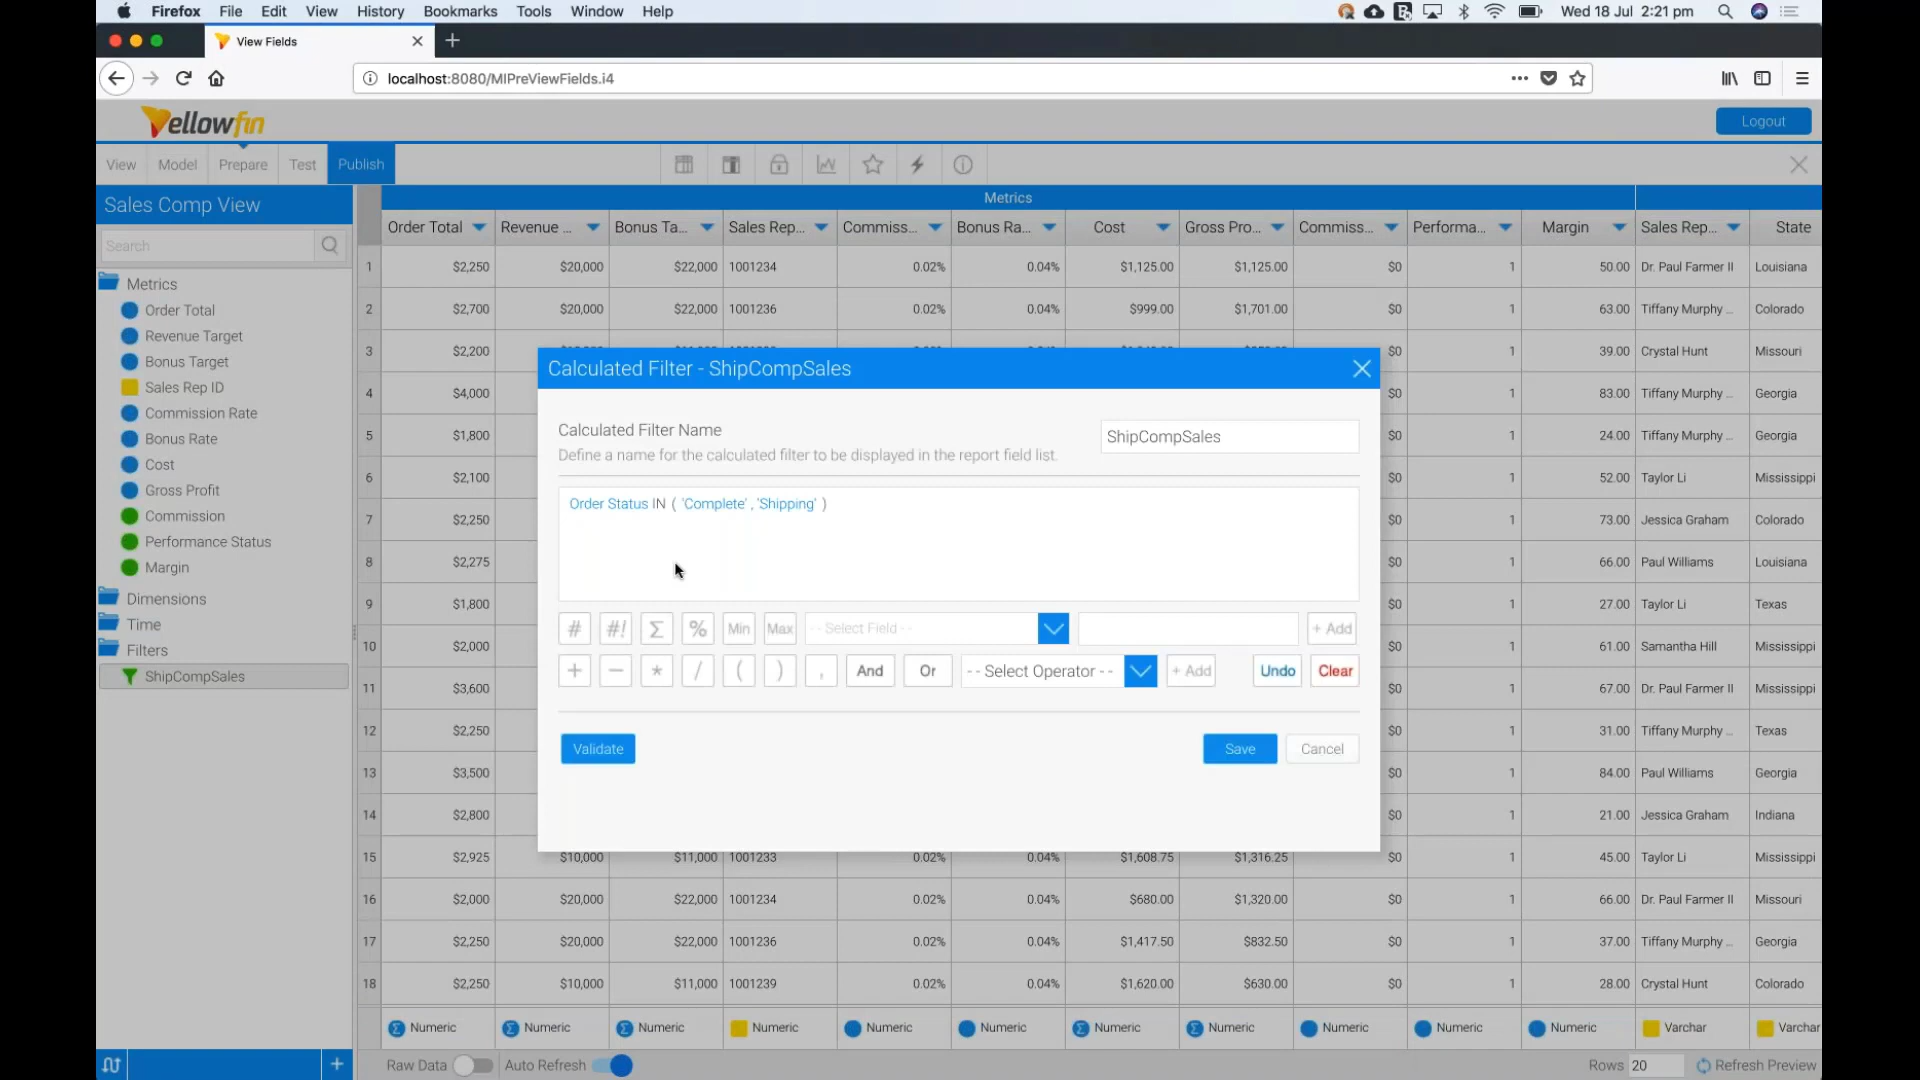 Firefox File Edit View History Bookmarks Tools Window Help Wed 18 Jul 2:21 pm
View Fields
localhost:8080/MIPreViewFields.i4
Yellowfin Logout
View Model Prepare Test Publish
Sales Comp View
Search
Metrics
Order Total
Revenue Target
Bonus Target
Sales Rep ID
Commission Rate
Bonus Rate
Cost
Gross Profit
Commission
Performance Status
Margin
Dimensions
Time
Filters
ShipCompSales
Metrics
Order Total Revenue ... Bonus Ta... Sales Rep... Commiss... Bonus Ra... Cost Gross Pro... Commiss... Performa... Margin Sales Rep... State
1 $2,250 $20,000 $22,000 1001234 0.02% 0.04% $1,125.00 $1,125.00 $0 1 50.00 Dr. Paul Farmer II Louisiana
2 $2,700 $20,000 $22,000 1001236 0.02% 0.04% $999.00 $1,701.00 $0 1 63.00 Tiffany Murphy ... Colorado
3 $2,200 $0 1 39.00 Crystal Hunt Missouri
4 $4,000 $0 1 83.00 Tiffany Murphy ... Georgia
5 $1,800 $0 1 24.00 Tiffany Murphy ... Georgia
6 $2,100 $0 1 52.00 Taylor Li Mississippi
7 $2,250 $0 1 73.00 Jessica Graham Colorado
8 $2,275 $0 1 66.00 Paul Williams Louisiana
9 $1,800 $0 1 27.00 Taylor Li Texas
10 $2,000 $0 1 61.00 Samantha Hill Mississippi
11 $3,600 $0 1 67.00 Dr. Paul Farmer II Mississippi
12 $2,250 $0 1 31.00 Tiffany Murphy ... Texas
13 $3,500 $0 1 84.00 Paul Williams Georgia
14 $2,800 $0 1 21.00 Jessica Graham Indiana
15 $2,925 $10,000 $11,000 1001233 0.02% 0.04% $1,608.75 $1,316.25 $0 1 45.00 Taylor Li Mississippi
16 $2,000 $20,000 $22,000 1001234 0.02% 0.04% $680.00 $1,320.00 $0 1 66.00 Dr. Paul Farmer II Missouri
17 $2,250 $20,000 $22,000 1001236 0.02% 0.04% $1,417.50 $832.50 $0 1 37.00 Tiffany Murphy ... Georgia
18 $2,250 $10,000 $11,000 1001239 0.02% 0.04% $1,620.00 $630.00 $0 1 28.00 Crystal Hunt Colorado
Numeric Numeric Numeric Numeric Numeric Numeric Numeric Numeric Numeric Numeric Numeric Varchar Varchar
Raw Data Auto Refresh Rows 20 Refresh Preview
Calculated Filter - ShipCompSales
Calculated Filter Name ShipCompSales
Define a name for the calculated filter to be displayed in the report field list.
Order Status IN ( 'Complete' , 'Shipping' )
# #! Σ % Min Max -- Select Field -- + Add
+ − * / ( ) , And Or -- Select Operator -- + Add Undo Clear
Validate Save Cancel